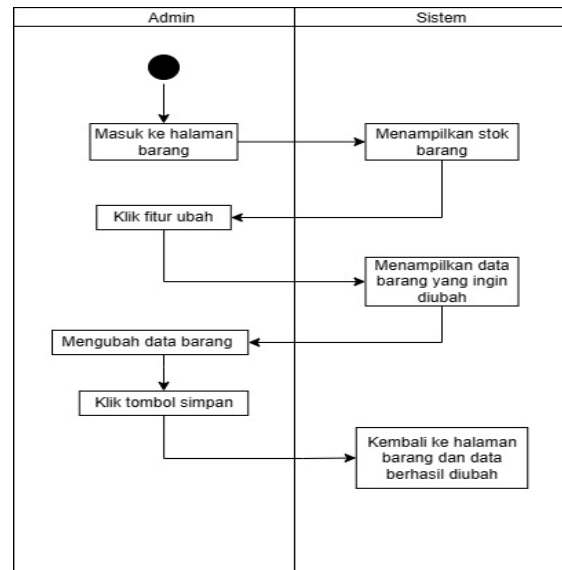 Admin
Sistem
Masuk ke halaman
barang
Menampilkan stok
barang
Klik fitur ubah
Menampilkan data
barang yang ingin
diubah
Mengubah data barang
Klik tombol simpan
Kembali ke halaman
barang dan data
berhasil diubah